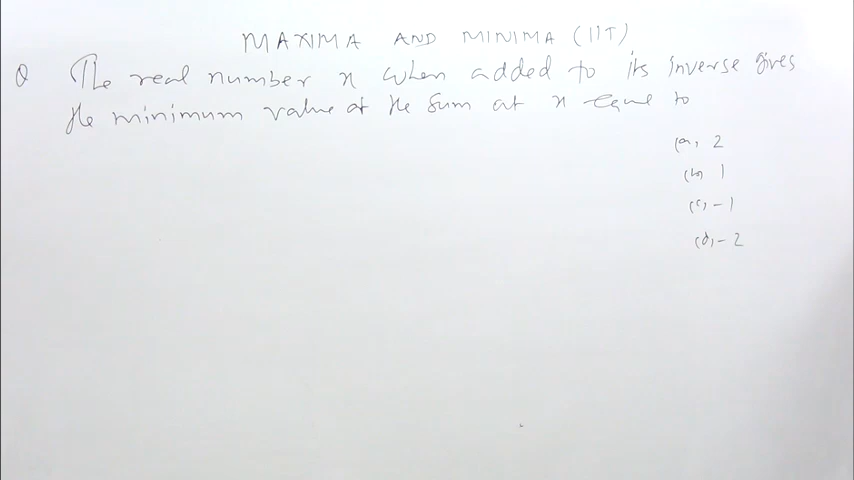 MAXIMA AND MINIMA (IIT)
Q The real number x when added to its inverse gives
the minimum value of the sum at x equal to
(a) 2
(b) 1
(c) -1
(d) -2